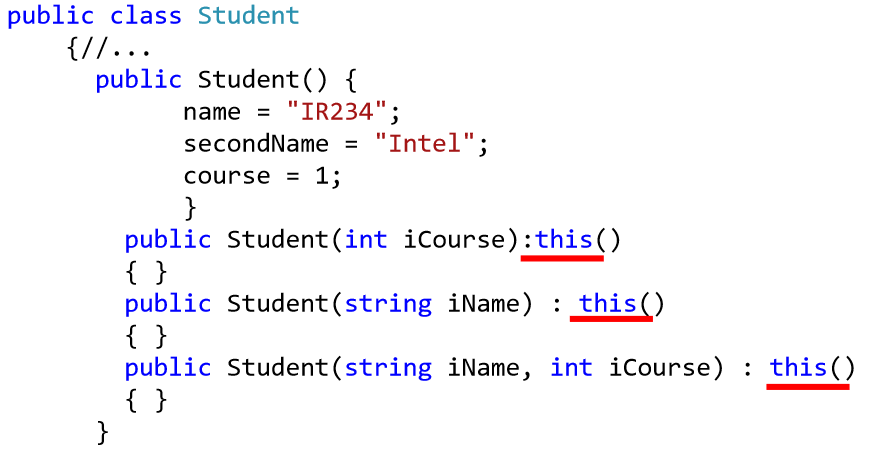 public class Student
{//...
public Student() {
name = "IR234";
secondName = "Intel";
course = 1;
}
public Student(int iCourse):this()
{ }
public Student(string iName) : this()
{ }
public Student(string iName, int iCourse) : this()
{ }
}